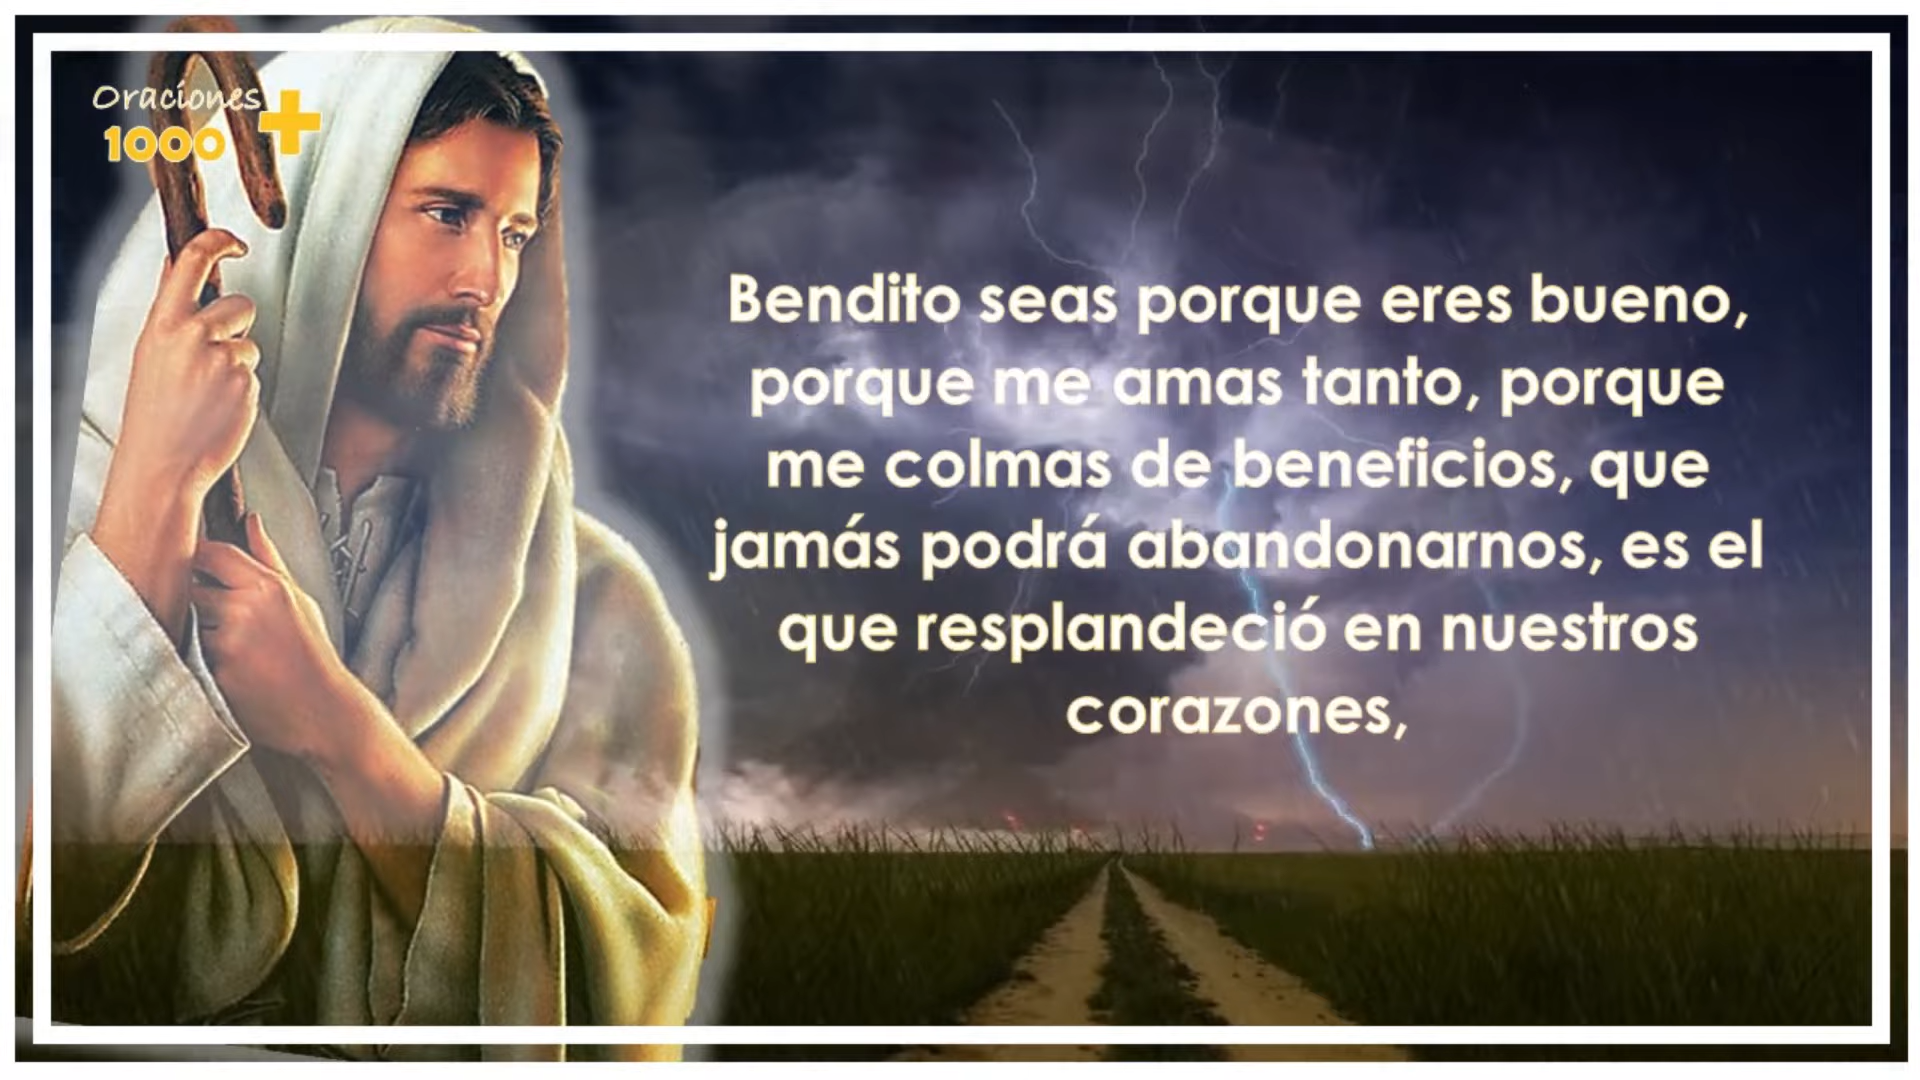 Oraciones
1000+
Bendito seas porque eres bueno,
porque me amas tanto, porque
me colmas de beneficios, que
jamás podrá abandonarnos, es el
que resplandeció en nuestros
corazones,